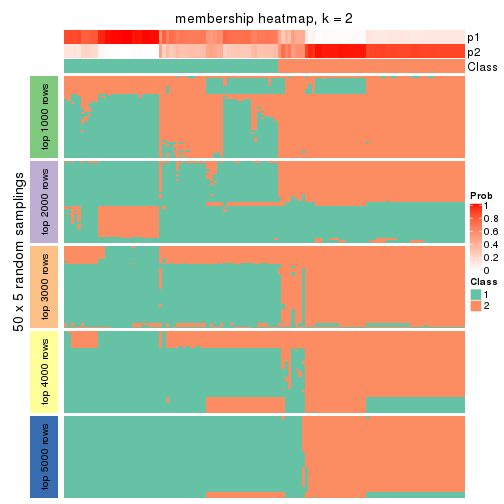 membership heatmap, k = 2
p1
p2
Class
50 x 5 random samplings
top 1000 rows
top 2000 rows
top 3000 rows
top 4000 rows
top 5000 rows
Prob
1
0.8
0.6
0.4
0.2
0
Class
1
2